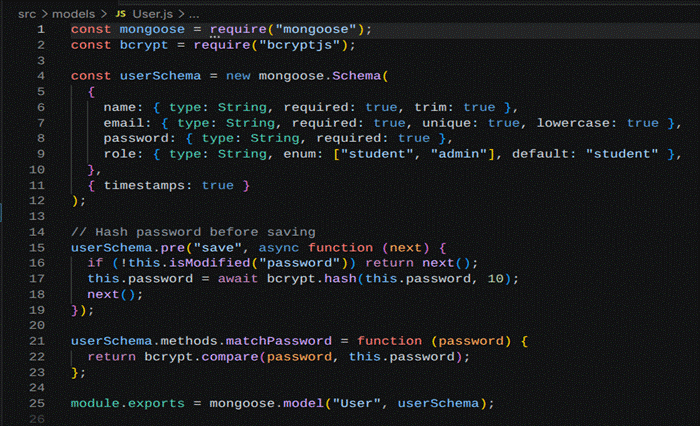 src > models > JS User.js > ...
1 const mongoose = require("mongoose");
2 const bcrypt = require("bcryptjs");
3
4 const userSchema = new mongoose.Schema(
5   {
6     name: { type: String, required: true, trim: true },
7     email: { type: String, required: true, unique: true, lowercase: true },
8     password: { type: String, required: true },
9     role: { type: String, enum: ["student", "admin"], default: "student" },
10   },
11   { timestamps: true }
12 );
13
14 // Hash password before saving
15 userSchema.pre("save", async function (next) {
16   if (!this.isModified("password")) return next();
17   this.password = await bcrypt.hash(this.password, 10);
18   next();
19 });
20
21 userSchema.methods.matchPassword = function (password) {
22   return bcrypt.compare(password, this.password);
23 };
24
25 module.exports = mongoose.model("User", userSchema);
26